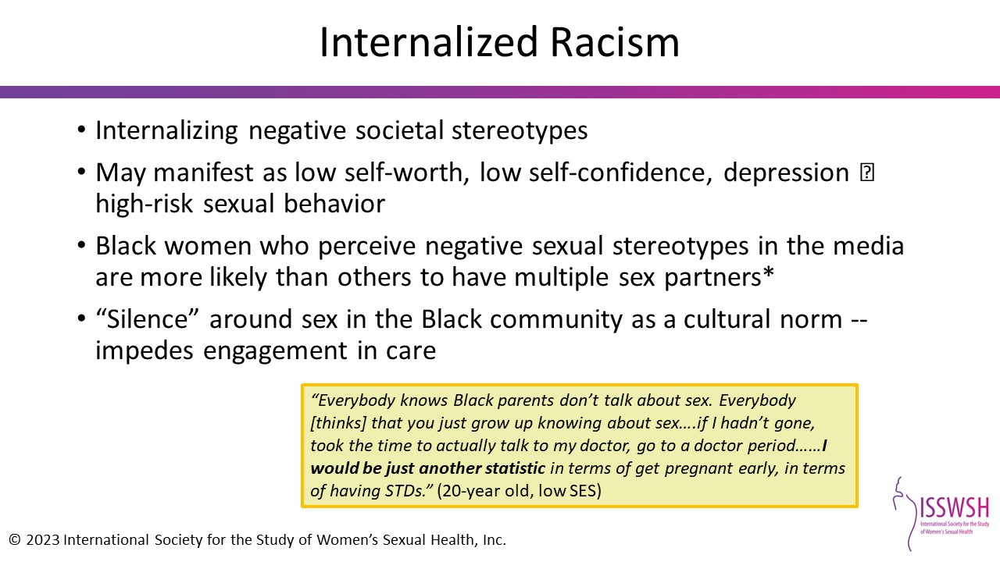 Internalized Racism
• Internalizing negative societal stereotypes
• May manifest as low self-worth, low self-confidence, depression 
high-risk sexual behavior
• Black women who perceive negative sexual stereotypes in the media
are more likely than others to have multiple sex partners*
• “Silence” around sex in the Black community as a cultural norm --
impedes engagement in care
“Everybody knows Black parents don’t talk about sex. Everybody
[thinks] that you just grow up knowing about sex….if I hadn’t gone,
took the time to actually talk to my doctor, go to a doctor period……I
would be just another statistic in terms of get pregnant early, in terms
of having STDs.” (20-year old, low SES)
ISSWSH
International Society for the Study
of Women’s Sexual Health
© 2023 International Society for the Study of Women’s Sexual Health, Inc.